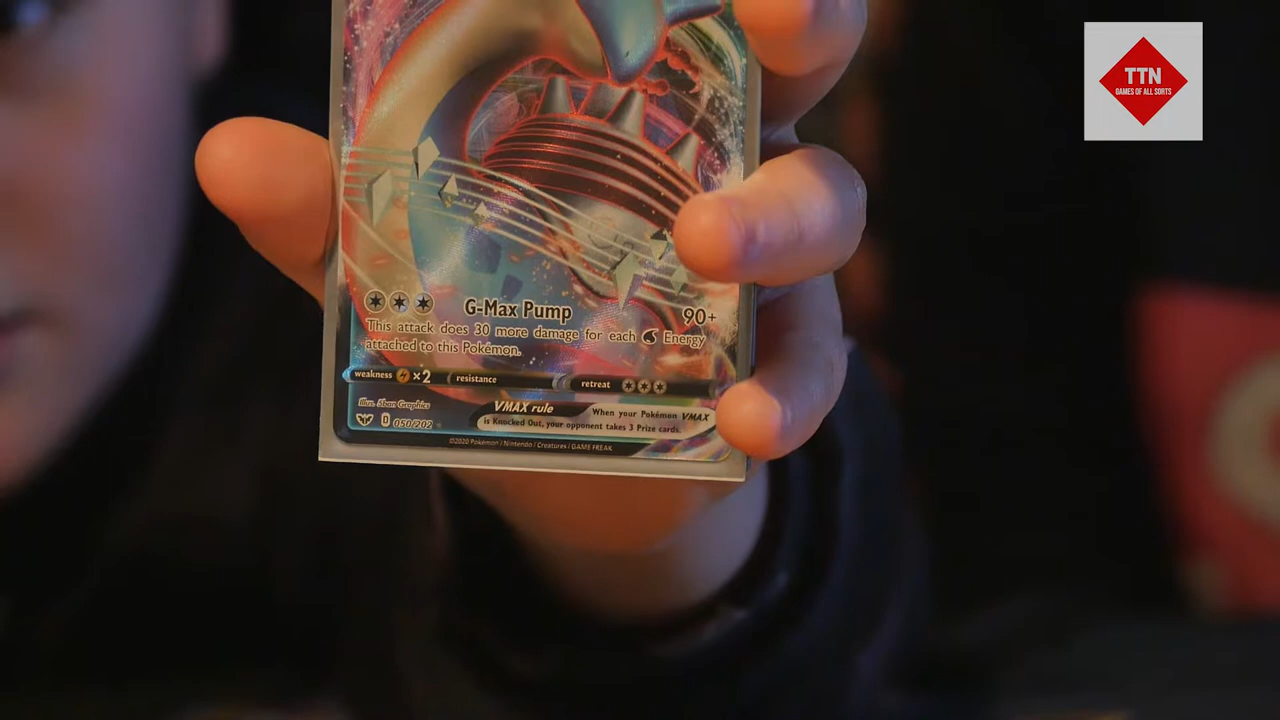 TTN
GAMES OF ALL SORTS
G-Max Pump 90+
This attack does 30 more damage for each Energy
attached to this Pokémon.
weakness ×2 resistance retreat
Illus. 5ban Graphics
VMAX rule When your Pokémon VMAX
is Knocked Out, your opponent takes 3 Prize cards.
D 050/202
©2020 Pokémon / Nintendo / Creatures / GAME FREAK